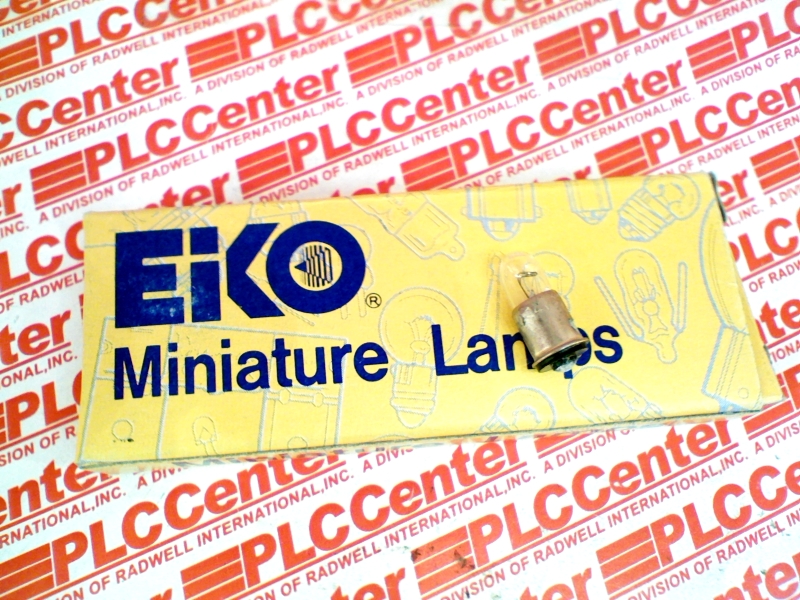 EiKO ®
Miniature Lamps
PLCCenter
A DIVISION OF RADWELL INTERNATIONAL,INC.